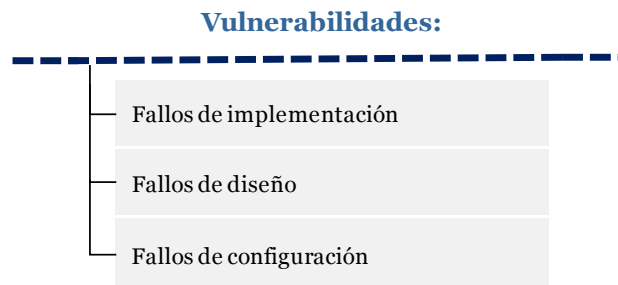 Vulnerabilidades:
Fallos de implementación
Fallos de diseño
Fallos de configuración